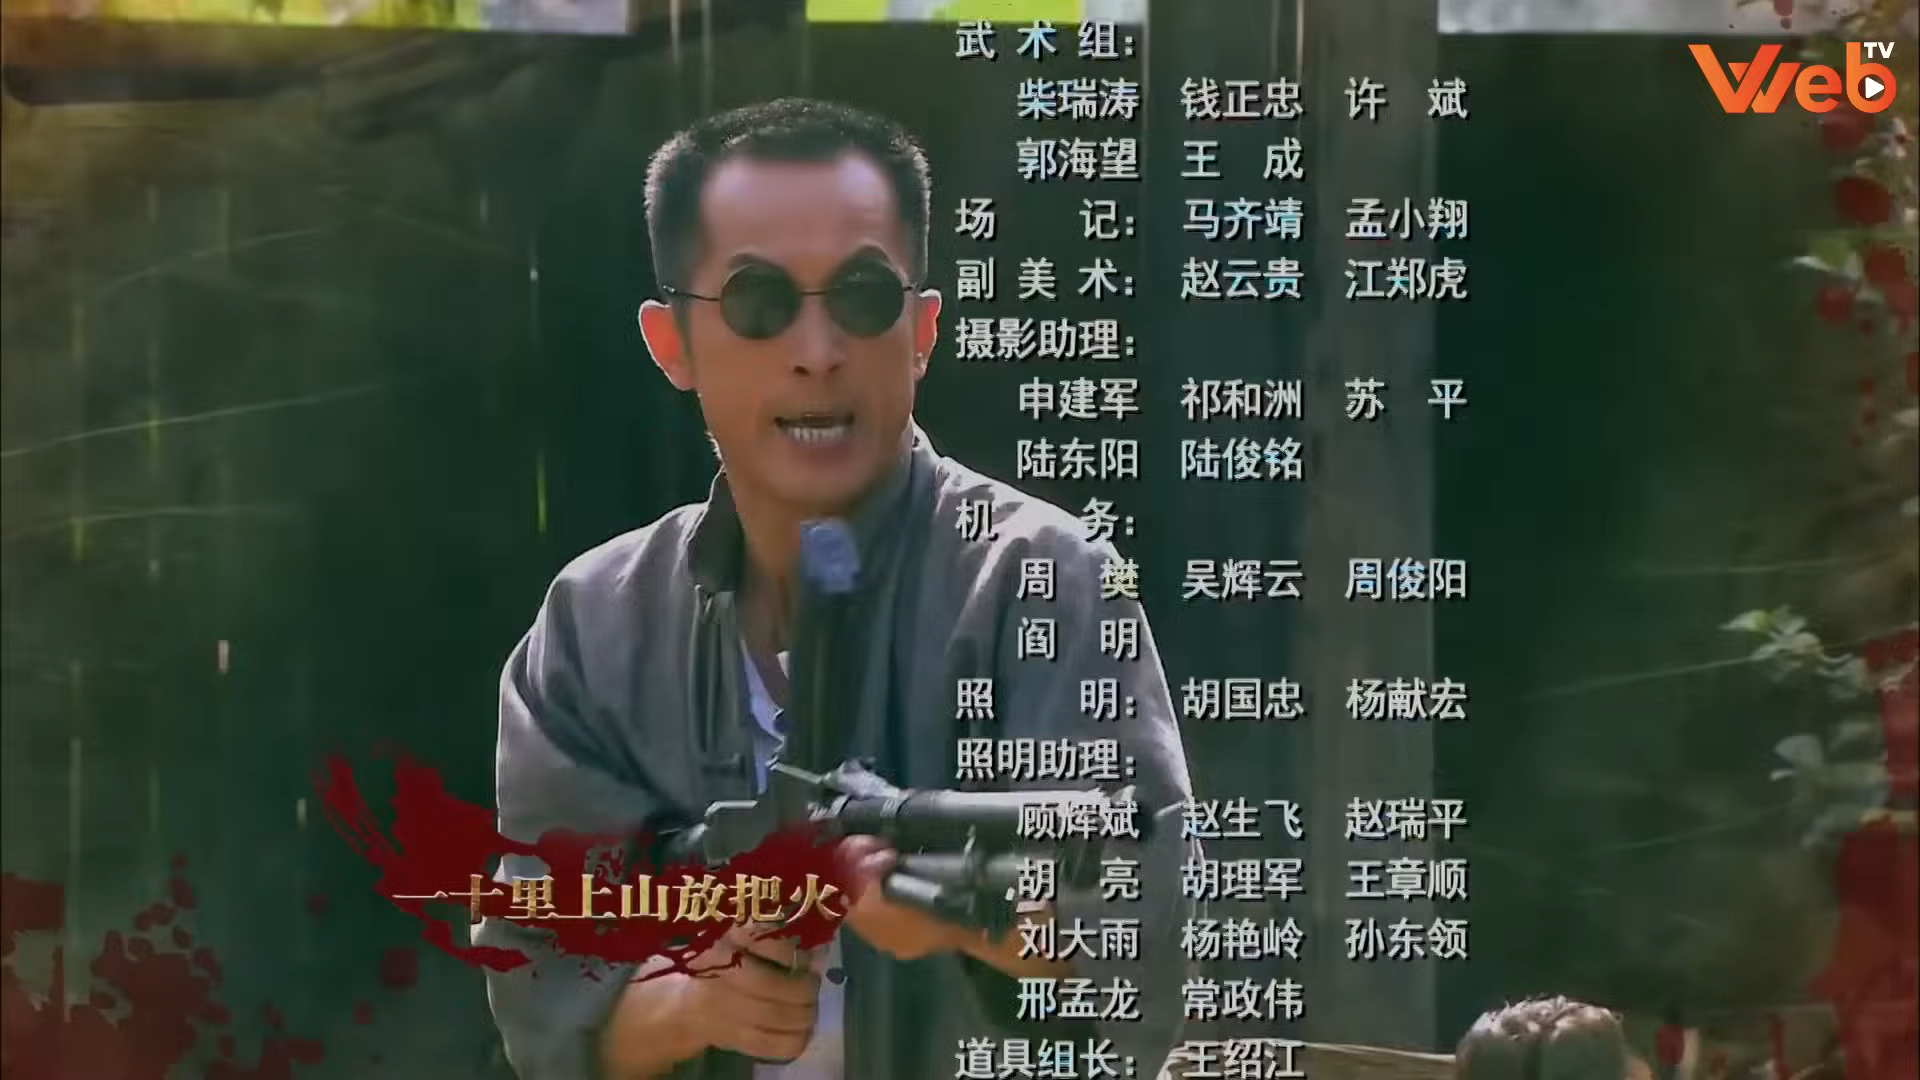 武术组:
柴瑞涛 钱正忠 许斌
郭海望 王成
场记: 马齐靖 孟小翔
副美术: 赵云贵 江郑虎
摄影助理:
申建军 祁和洲 苏平
陆东阳 陆俊铭
机务:
周樊 吴辉云 周俊阳
阎明
照明: 胡国忠 杨献宏
照明助理:
顾辉斌 赵生飞 赵瑞平
胡亮 胡理军 王章顺
刘大雨 杨艳岭 孙东领
邢孟龙 常政伟
道具组长: 王绍江
一十里上山放把火
WebTV